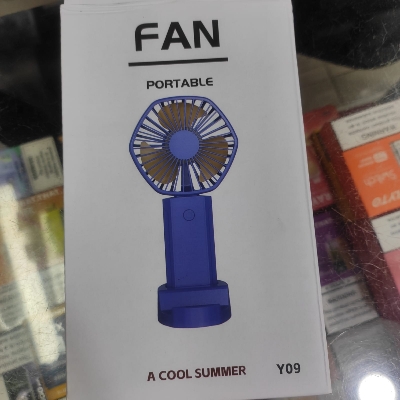 FAN
PORTABLE
A COOL SUMMER
Y09